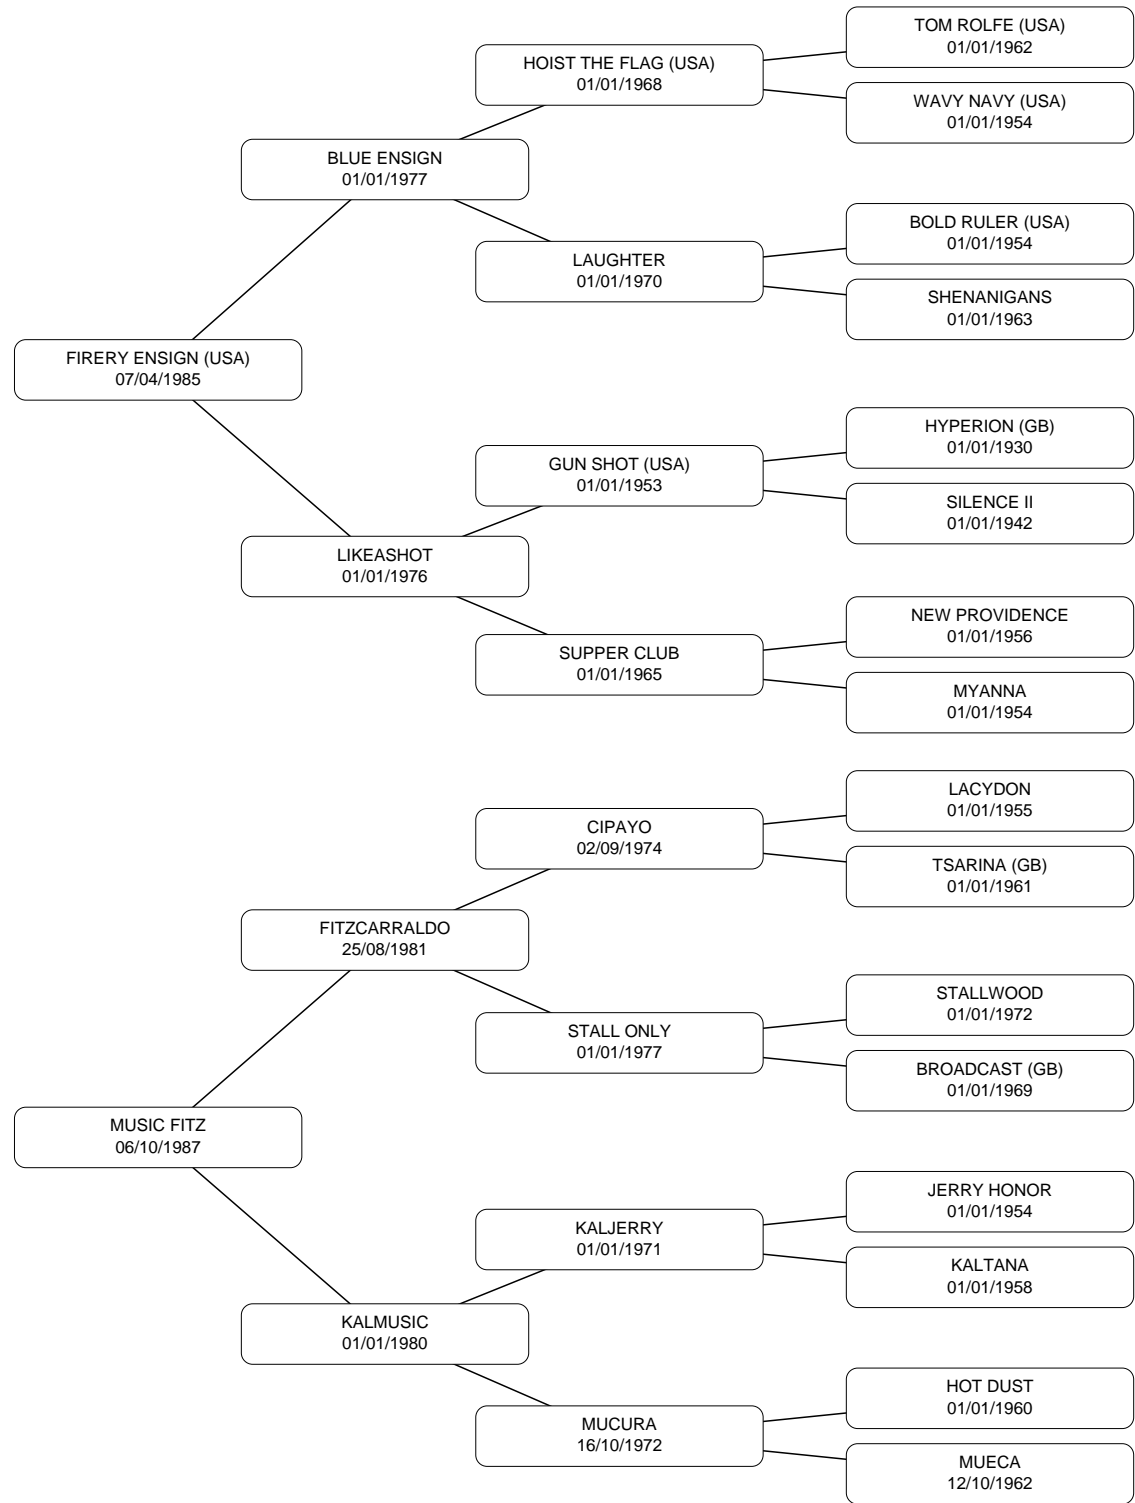 TOM ROLFE (USA)
01/01/1962
HOIST THE FLAG (USA)
01/01/1968
WAVY NAVY (USA)
01/01/1954
BLUE ENSIGN
01/01/1977
BOLD RULER (USA)
01/01/1954
LAUGHTER
01/01/1970
SHENANIGANS
01/01/1963
FIRERY ENSIGN (USA)
07/04/1985
HYPERION (GB)
01/01/1930
GUN SHOT (USA)
01/01/1953
SILENCE II
01/01/1942
LIKEASHOT
01/01/1976
NEW PROVIDENCE
01/01/1956
SUPPER CLUB
01/01/1965
MYANNA
01/01/1954
LACYDON
01/01/1955
CIPAYO
02/09/1974
TSARINA (GB)
01/01/1961
FITZCARRALDO
25/08/1981
STALLWOOD
01/01/1972
STALL ONLY
01/01/1977
BROADCAST (GB)
01/01/1969
MUSIC FITZ
06/10/1987
JERRY HONOR
01/01/1954
KALJERRY
01/01/1971
KALTANA
01/01/1958
KALMUSIC
01/01/1980
HOT DUST
01/01/1960
MUCURA
16/10/1972
MUECA
12/10/1962